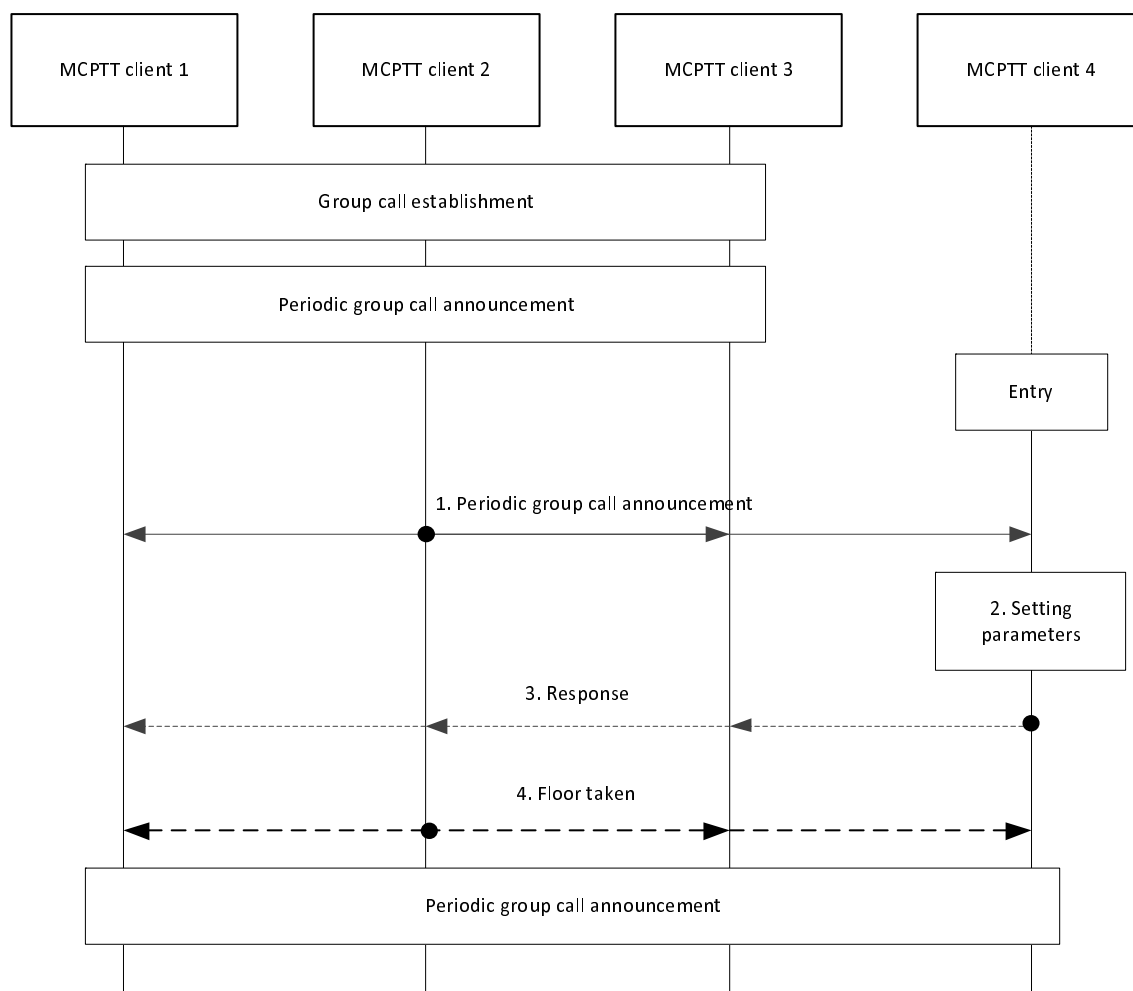 MCPTT client 1
MCPTT client 2
MCPTT client 3
MCPTT client 4
Group call establishment
Periodic group call announcement
Entry
1. Periodic group call announcement
2. Setting
parameters
3. Response
4. Floor taken
Periodic group call announcement